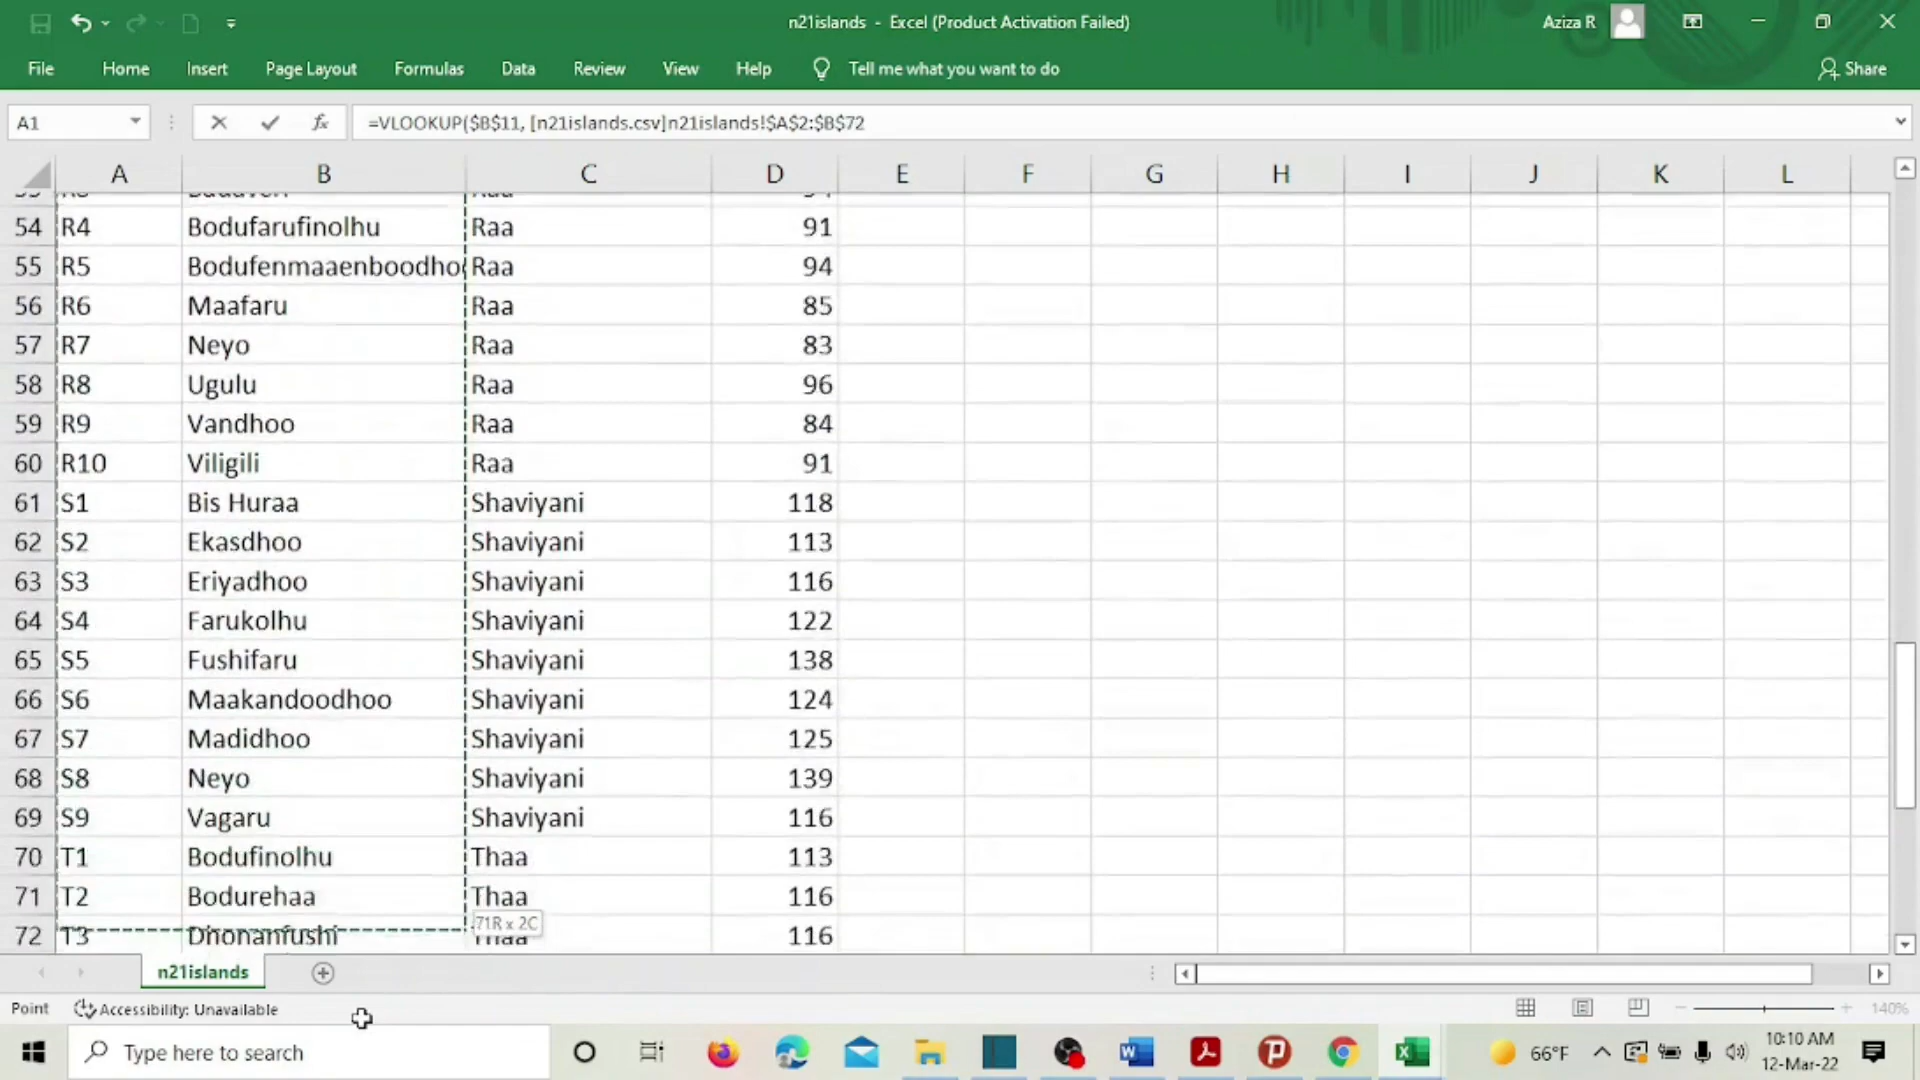 n21islands - Excel (Product Activation Failed)
Aziza R
File Home Insert Page Layout Formulas Data Review View Help Tell me what you want to do Share
A1 fx =VLOOKUP($B$11, [n21islands.csv]n21islands!$A$2:$B$72
A B C D E F G H I J K L
54 R4 Bodufarufinolhu Raa 91
55 R5 Bodufenmaaenboodho Raa 94
56 R6 Maafaru Raa 85
57 R7 Neyo Raa 83
58 R8 Ugulu Raa 96
59 R9 Vandhoo Raa 84
60 R10 Viligili Raa 91
61 S1 Bis Huraa Shaviyani 118
62 S2 Ekasdhoo Shaviyani 113
63 S3 Eriyadhoo Shaviyani 116
64 S4 Farukolhu Shaviyani 122
65 S5 Fushifaru Shaviyani 138
66 S6 Maakandoodhoo Shaviyani 124
67 S7 Madidhoo Shaviyani 125
68 S8 Neyo Shaviyani 139
69 S9 Vagaru Shaviyani 116
70 T1 Bodufinolhu Thaa 113
71 T2 Bodurehaa Thaa 116
71R x 2C
72 T3 Dhonanfushi Thaa 116
n21islands
Point Accessibility: Unavailable 140%
Type here to search
66°F
10:10 AM
12-Mar-22